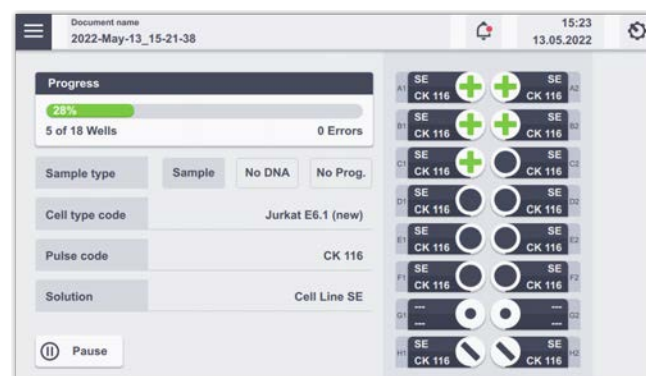 Document name
2022-May-13_15-21-38
15:23
13.05.2022
Progress
28%
5 of 18 Wells 0 Errors
Sample type Sample No DNA No Prog.
Cell type code Jurkat E6.1 (new)
Pulse code CK 116
Solution Cell Line SE
Pause
A1 SE CK 116 SE CK 116 A2
B1 SE CK 116 SE CK 116 B2
C1 SE CK 116 SE CK 116 C2
D1 SE CK 116 SE CK 116 D2
E1 SE CK 116 SE CK 116 E2
F1 SE CK 116 SE CK 116 F2
G1 --- --- --- --- G2
H1 SE CK 116 SE CK 116 H2